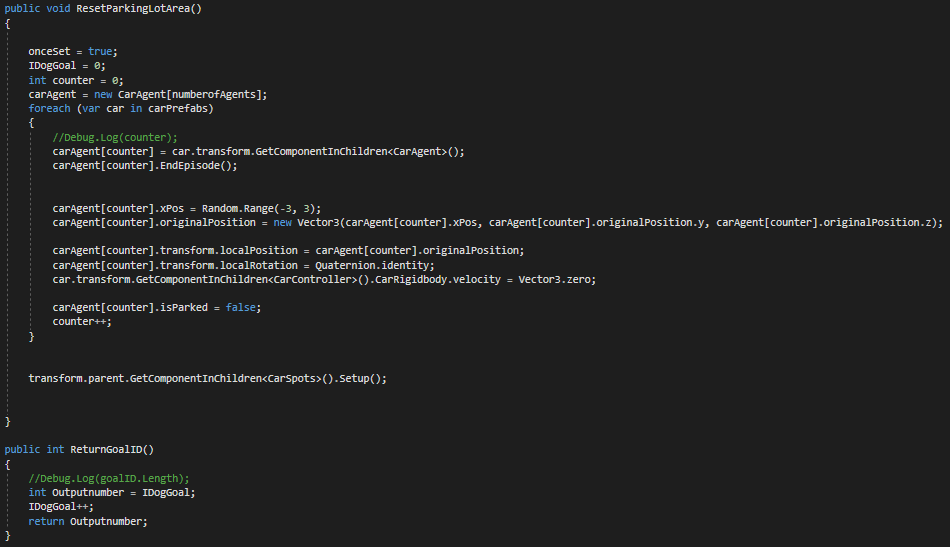 public void ResetParkingLotArea()
{
onceSet = true;
IDogGoal = 0;
int counter = 0;
carAgent = new CarAgent[numberofAgents];
foreach (var car in carPrefabs)
{
//Debug.Log(counter);
carAgent[counter] = car.transform.GetComponentInChildren<CarAgent>();
carAgent[counter].EndEpisode();
carAgent[counter].xPos = Random.Range(-3, 3);
carAgent[counter].originalPosition = new Vector3(carAgent[counter].xPos, carAgent[counter].originalPosition.y, carAgent[counter].originalPosition.z);
carAgent[counter].transform.localPosition = carAgent[counter].originalPosition;
carAgent[counter].transform.localRotation = Quaternion.identity;
car.transform.GetComponentInChildren<CarController>().CarRigidbody.velocity = Vector3.zero;
carAgent[counter].isParked = false;
counter++;
}
transform.parent.GetComponentInChildren<CarSpots>().Setup();
}
public int ReturnGoalID()
{
//Debug.Log(goalID.Length);
int Outputnumber = IDogGoal;
IDogGoal++;
return Outputnumber;
}